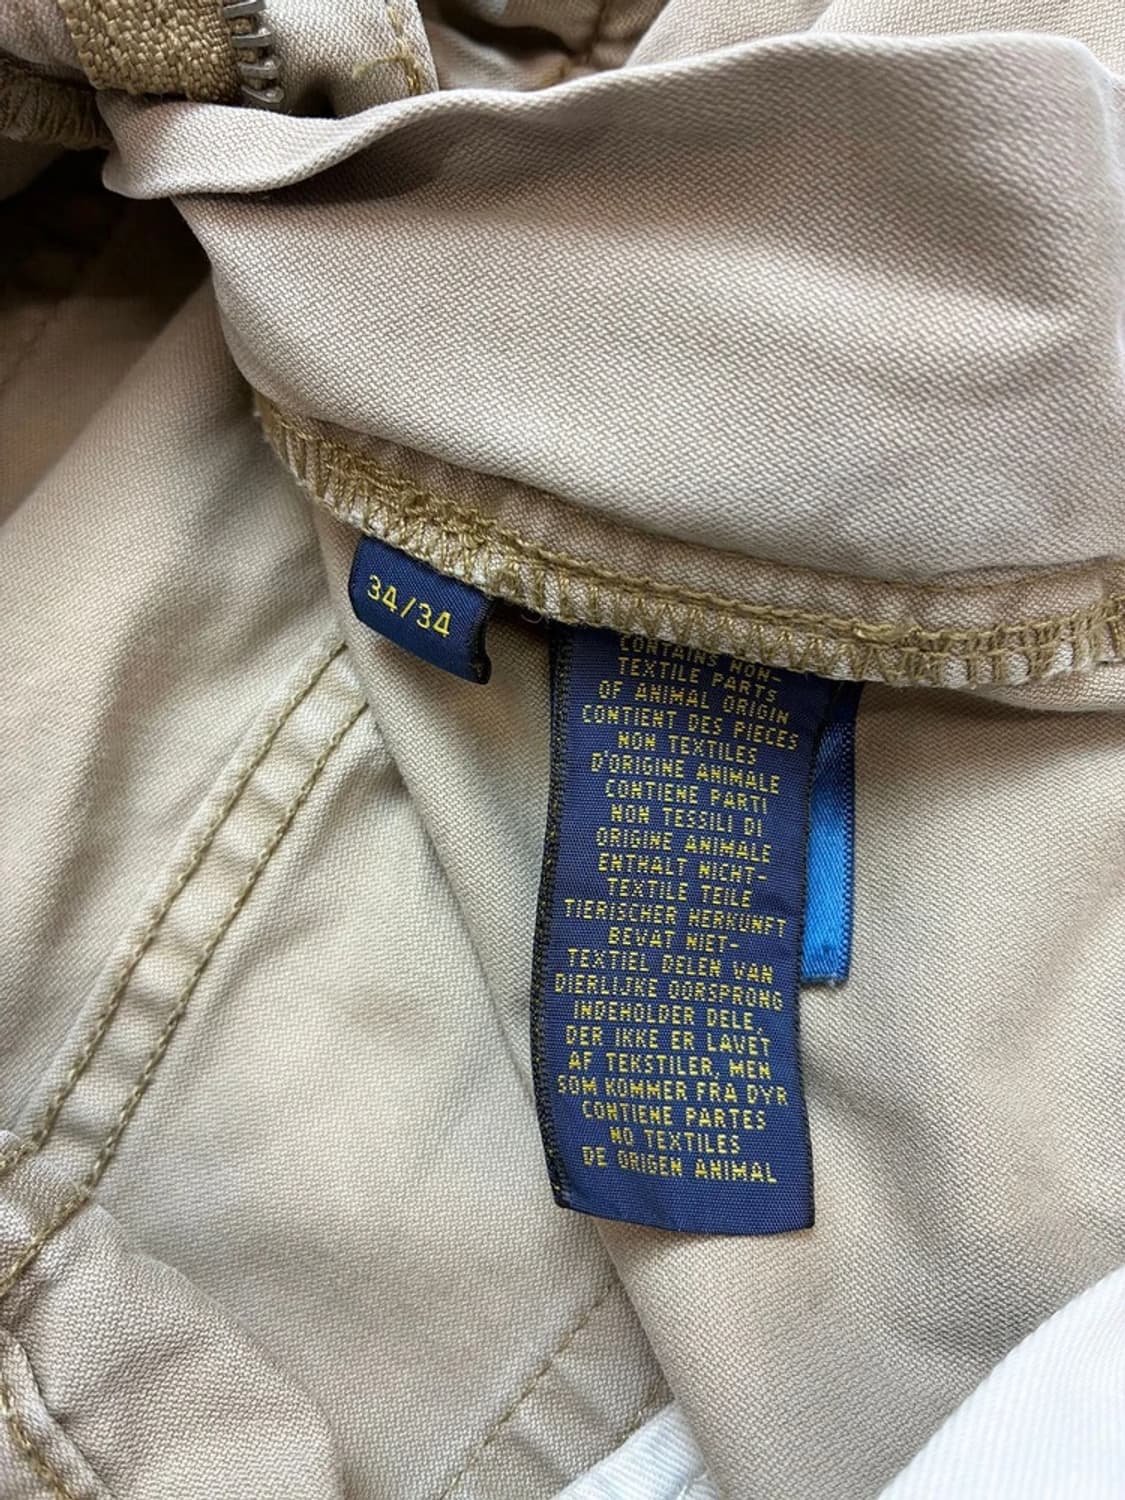 34/34
CONTAINS NON-
TEXTILE PARTS
OF ANIMAL ORIGIN
CONTIENT DES PIECES
NON TEXTILES
D'ORIGINE ANIMALE
CONTIENE PARTI
NON TESSILI DI
ORIGINE ANIMALE
ENTHALT NICHT-
TEXTILE TEILE
TIERISCHER HERKUNFT
BEVAT NIET-
TEXTIEL DELEN VAN
DIERLIJKE OORSPRONG
INDEHOLDER DELE,
DER IKKE ER LAVET
AF TEKSTILER, MEN
SOM KOMMER FRA DYR
CONTIENE PARTES
NO TEXTILES
DE ORIGEN ANIMAL